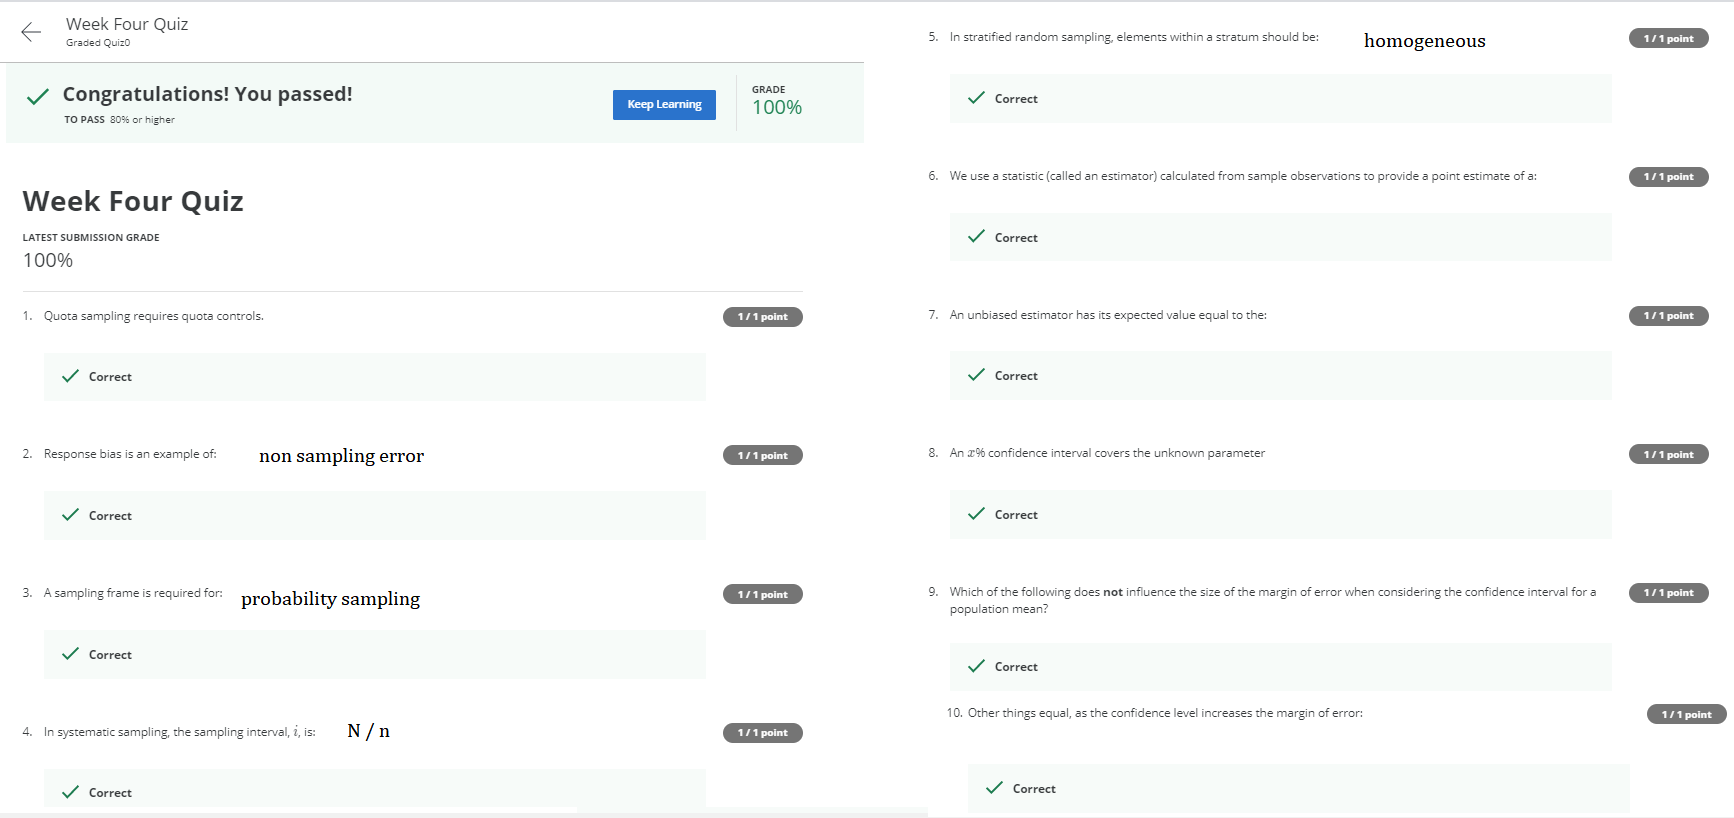 Week Four Quiz
Graded Quiz0
Congratulations! You passed!
TO PASS 80% or higher
Keep Learning
GRADE
100%
Week Four Quiz
LATEST SUBMISSION GRADE
100%
1. Quota sampling requires quota controls.
1 / 1 point
Correct
2. Response bias is an example of: non sampling error
1 / 1 point
Correct
3. A sampling frame is required for: probability sampling
1 / 1 point
Correct
4. In systematic sampling, the sampling interval, i, is: N / n
1 / 1 point
Correct
5. In stratified random sampling, elements within a stratum should be: homogeneous
1 / 1 point
Correct
6. We use a statistic (called an estimator) calculated from sample observations to provide a point estimate of a:
1 / 1 point
Correct
7. An unbiased estimator has its expected value equal to the:
1 / 1 point
Correct
8. An x% confidence interval covers the unknown parameter
1 / 1 point
Correct
9. Which of the following does not influence the size of the margin of error when considering the confidence interval for a
population mean?
1 / 1 point
Correct
10. Other things equal, as the confidence level increases the margin of error:
1 / 1 point
Correct